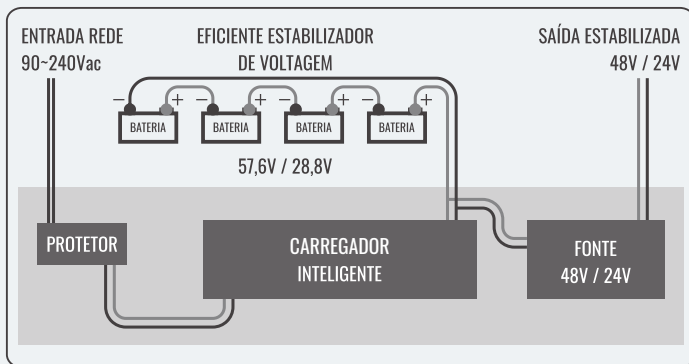 ENTRADA REDE
90~240Vac
EFICIENTE ESTABILIZADOR
DE VOLTAGEM
SAÍDA ESTABILIZADA
48V / 24V
− + − + − + − +
BATERIA BATERIA BATERIA BATERIA
57,6V / 28,8V
PROTETOR
CARREGADOR
INTELIGENTE
FONTE
48V / 24V